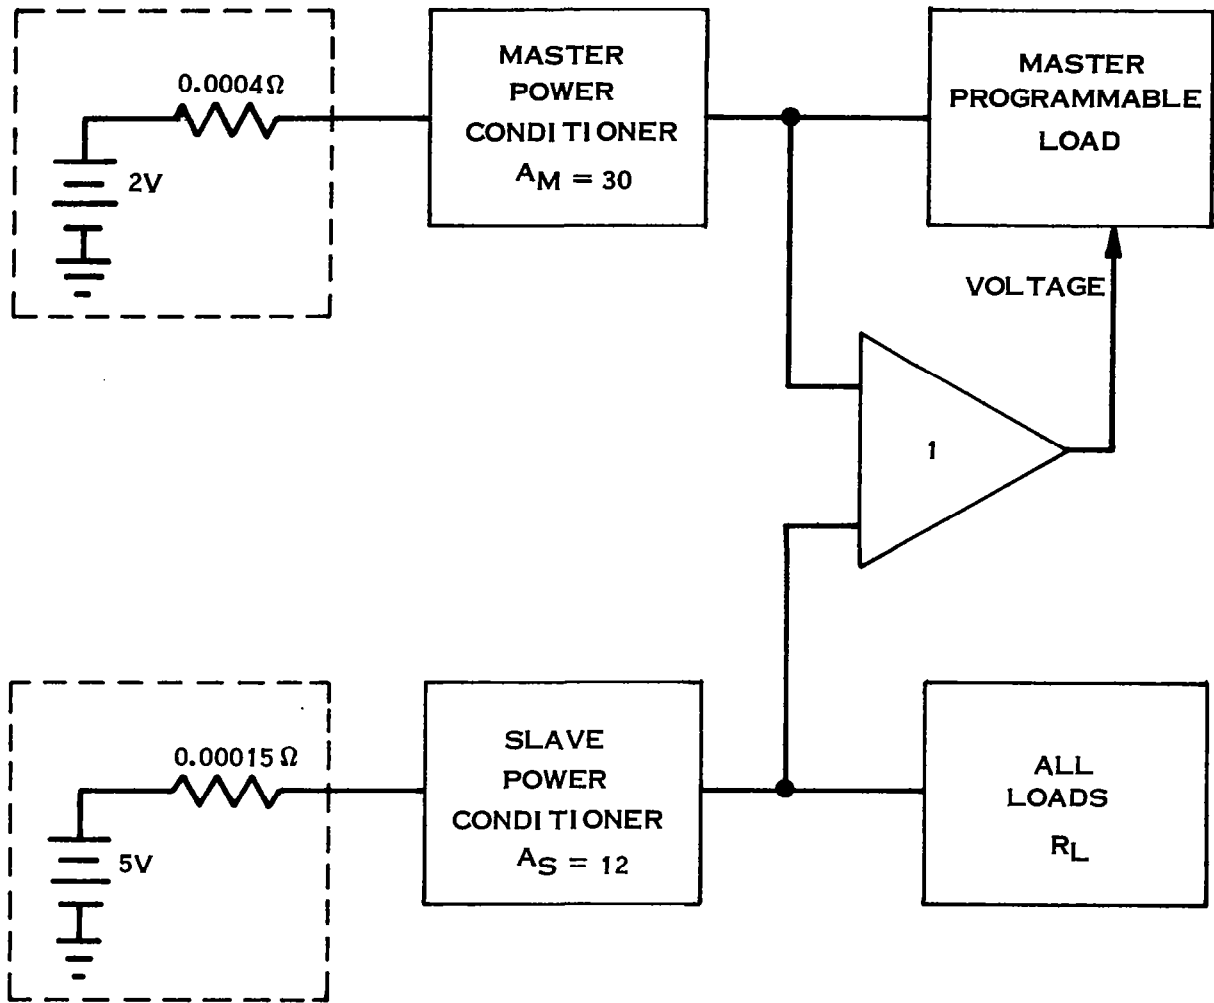 0.0004Ω
2V
MASTER
POWER
CONDITIONER
AM = 30
MASTER
PROGRAMMABLE
LOAD
VOLTAGE
1
0.00015Ω
5V
SLAVE
POWER
CONDITIONER
AS = 12
ALL
LOADS
RL